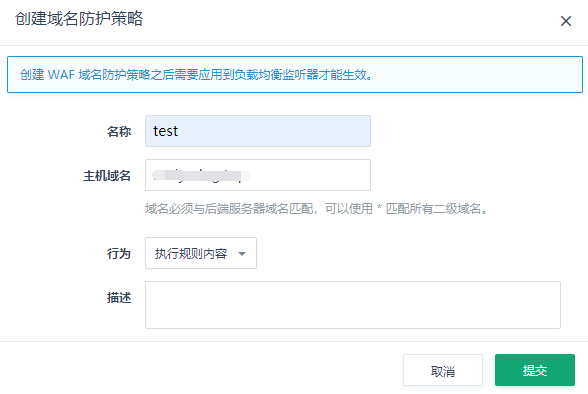 创建域名防护策略
创建 WAF 域名防护策略之后需要应用到负载均衡监听器才能生效。
名称 test
主机域名
域名必须与后端服务器域名匹配，可以使用 * 匹配所有二级域名。
行为 执行规则内容
描述
取消 提交